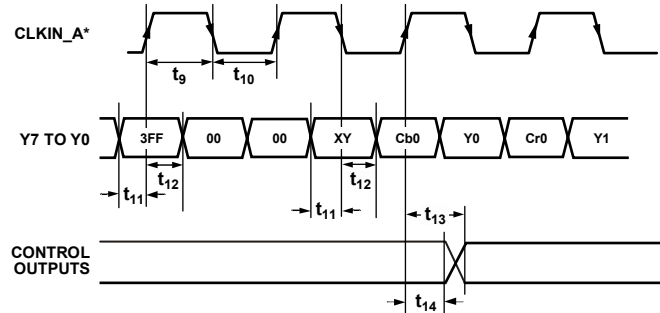 CLKIN_A*
t9 t10
Y7 TO Y0 3FF 00 00 XY Cb0 Y0 Cr0 Y1
t12 t12
t11 t11
t13
CONTROL
OUTPUTS
t14